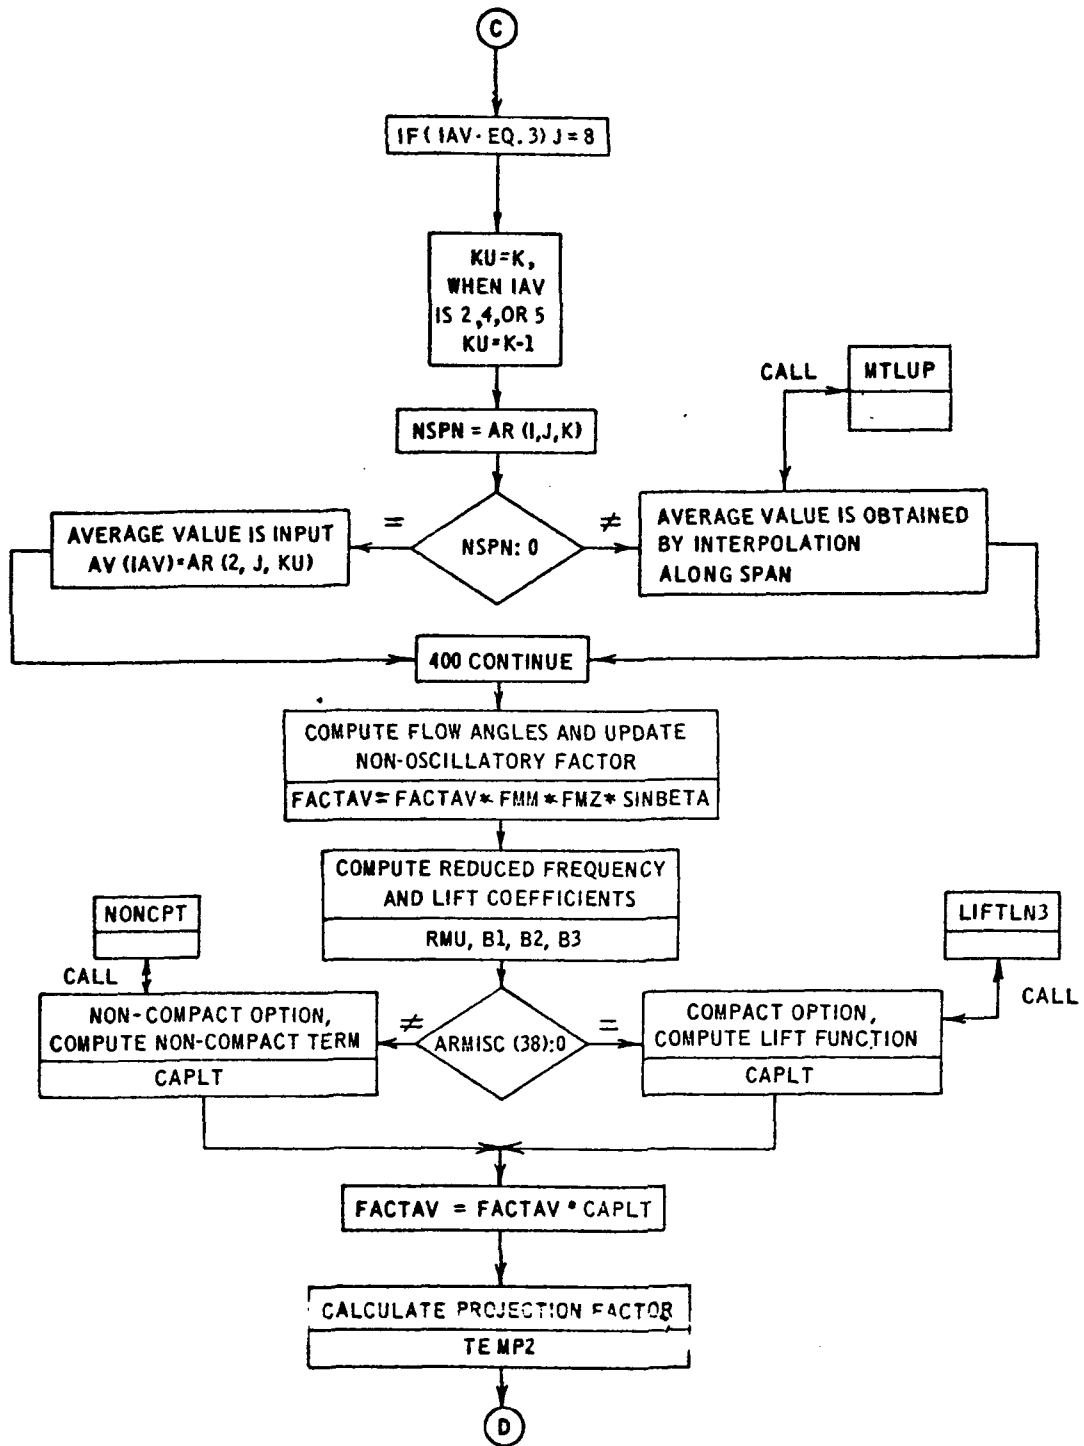 C
IF(IAV·EQ.3)J=8
KU=K,
WHEN IAV
IS 2,4,OR 5
KU=K-1
CALL
MTLUP
NSPN = AR (I,J,K)
AVERAGE VALUE IS INPUT
AV (IAV)=AR (2, J, KU)
=
NSPN: 0
≠
AVERAGE VALUE IS OBTAINED
BY INTERPOLATION
ALONG SPAN
400 CONTINUE
COMPUTE FLOW ANGLES AND UPDATE
NON-OSCILLATORY FACTOR
FACTAV=FACTAV* FMM*FMZ* SINBETA
COMPUTE REDUCED FREQUENCY
AND LIFT COEFFICIENTS
RMU, B1, B2, B3
NONCPT
CALL
LIFTLN3
CALL
NON-COMPACT OPTION,
COMPUTE NON-COMPACT TERM
CAPLT
≠
ARMISC (38):0
=
COMPACT OPTION,
COMPUTE LIFT FUNCTION
CAPLT
FACTAV = FACTAV * CAPLT
CALCULATE PROJECTION FACTOR
TEMP2
D